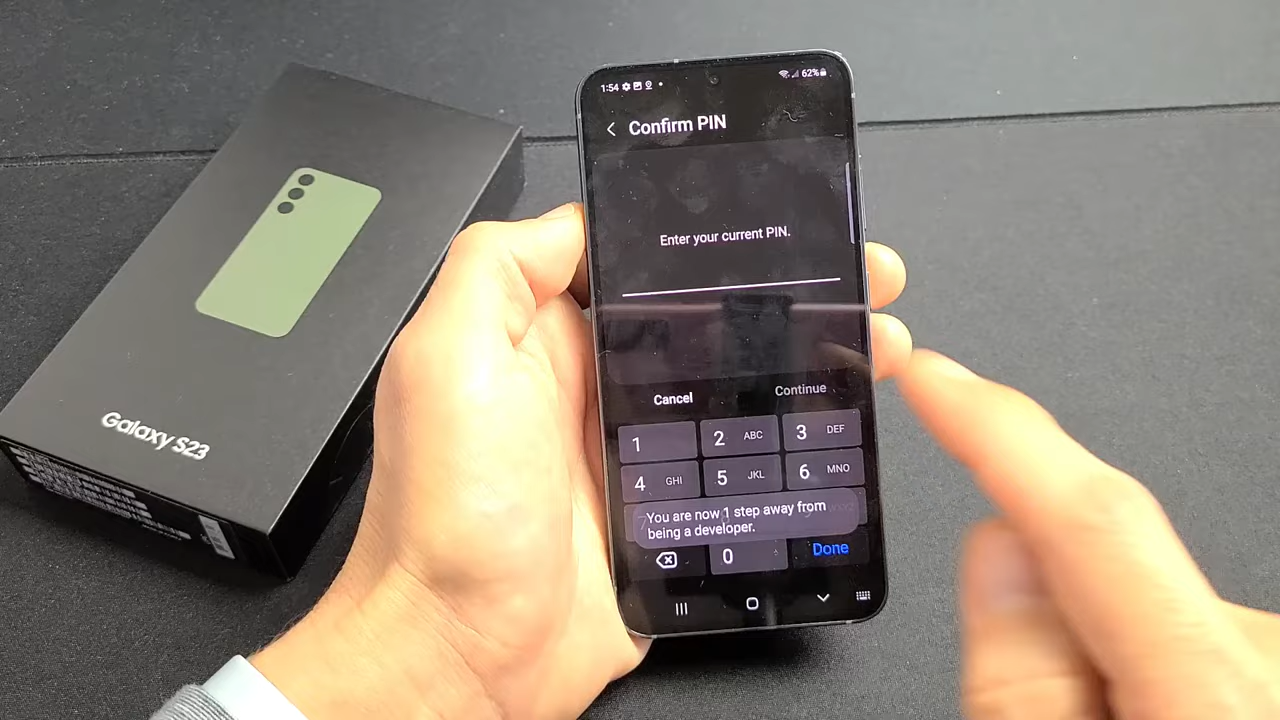 Galaxy S23
1:54
62%
Confirm PIN
Enter your current PIN.
Cancel
Continue
1
2 ABC
3 DEF
4 GHI
5 JKL
6 MNO
You are now 1 step away from
being a developer.
0
Done